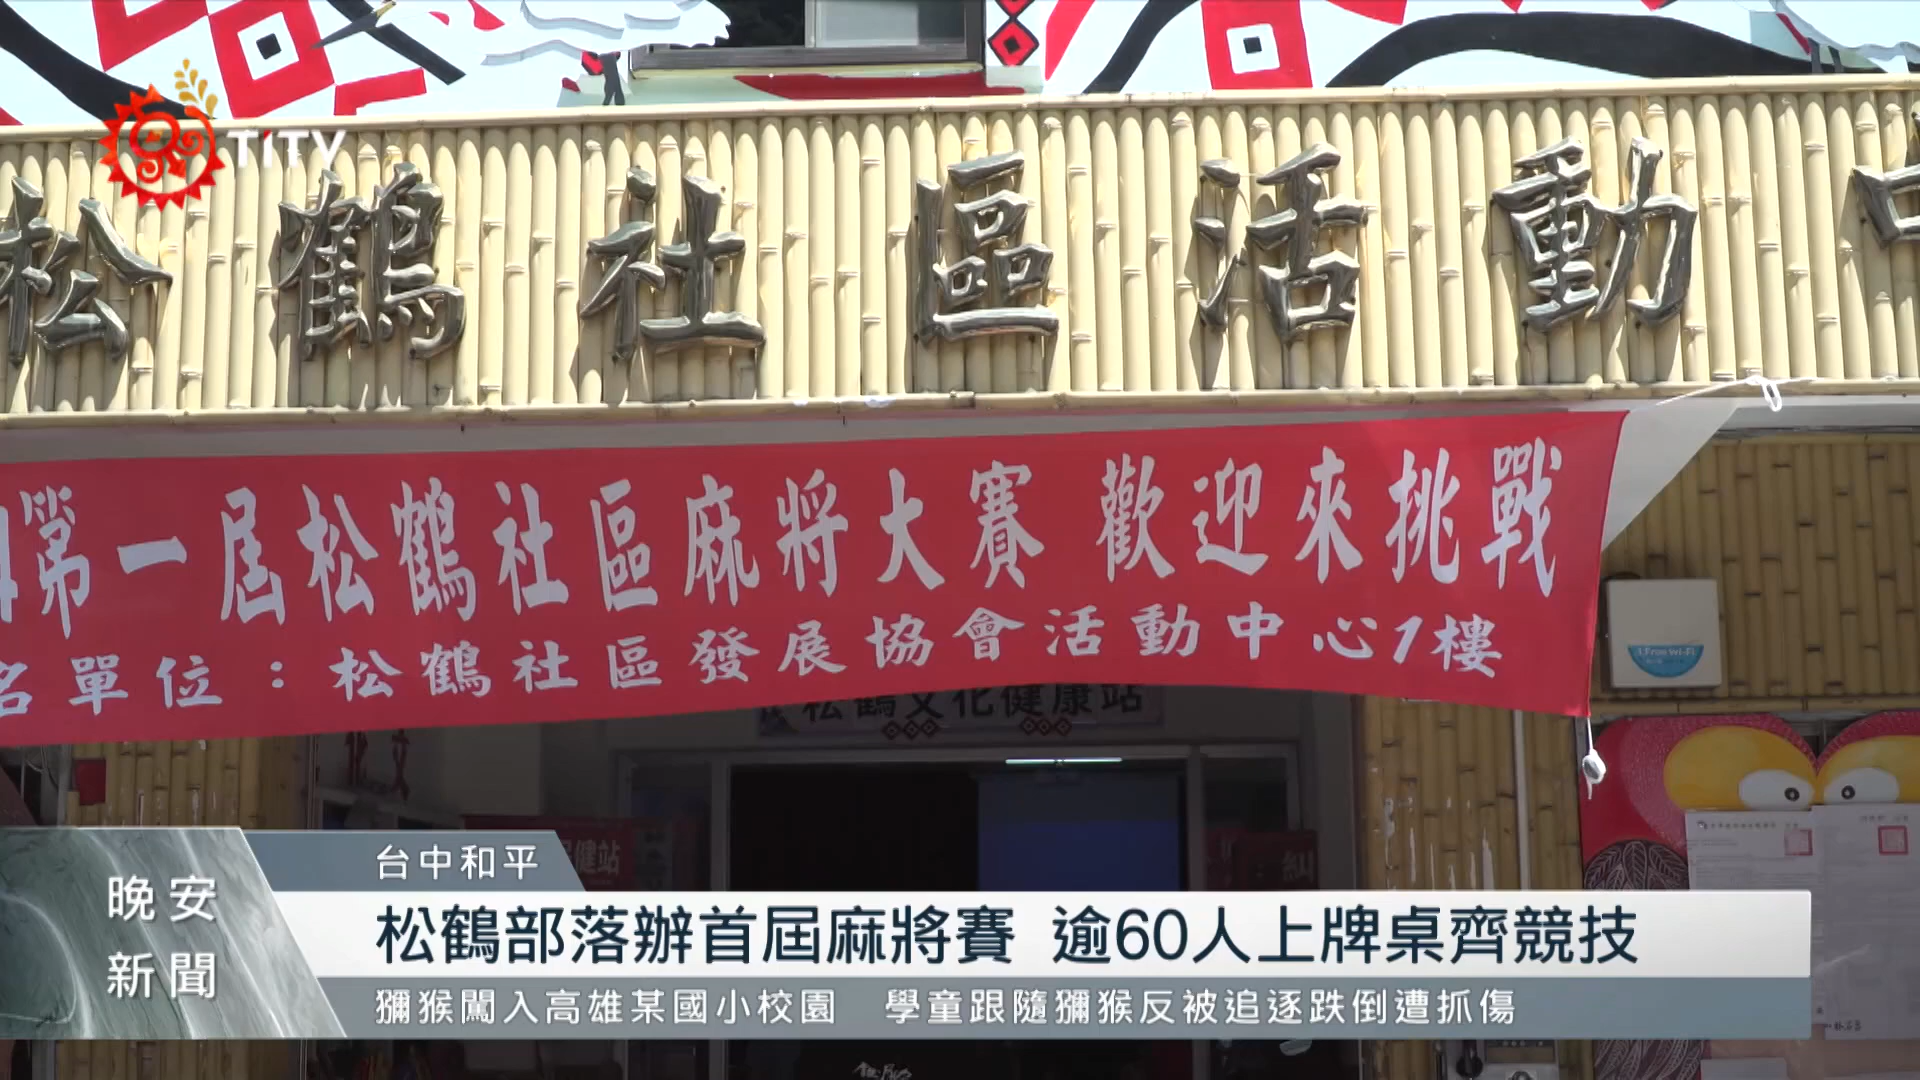 TiTV
松鶴社區活動中
第一屆松鶴社區麻將大賽 歡迎來挑戰
名單位：松鶴社區發展協會活動中心1樓
松鶴文化健康站
健站
台中和平
晚安
新聞
松鶴部落辦首屆麻將賽 逾60人上牌桌齊競技
獼猴闖入高雄某國小校園 學童跟隨獼猴反被追逐跌倒遭抓傷